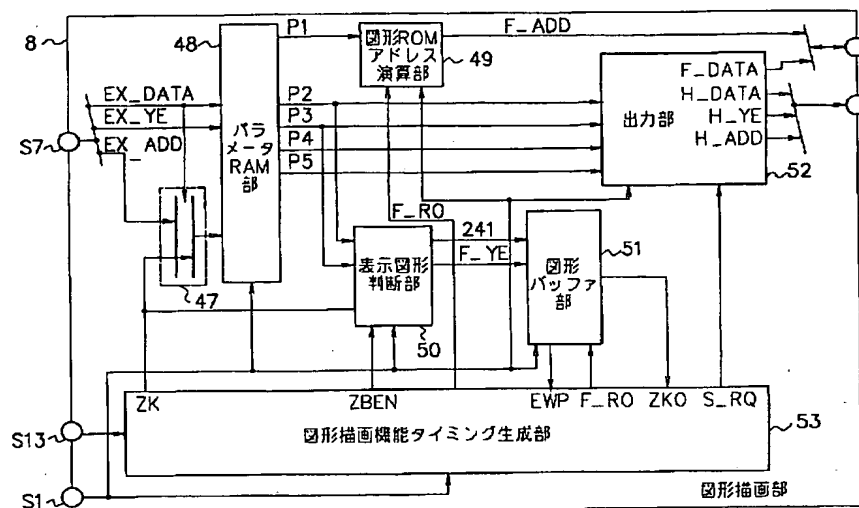 8
48
P1
図形ROM
アドレス
演算部
49
F_ADD
EX_DATA
EX_YE
EX_ADD
S7
パラ
メータ
RAM部
P2
P3
P4
P5
F_DATA
H_DATA
H_YE
H_ADD
出力部
52
47
F_RO
241
F_YE
表示図形
判断部
50
51
図形
バッファ
部
ZK
ZBEN
EWP
F_RO
ZKO
S_RQ
S13
図形描画機能タイミング生成部
53
S1
図形描画部